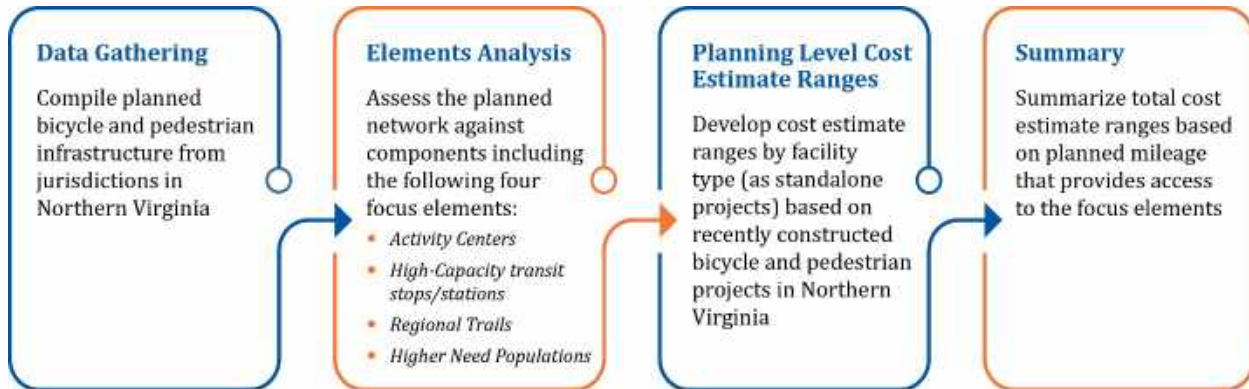 Data Gathering
Compile planned
bicycle and pedestrian
infrastructure from
jurisdictions in
Northern Virginia
Elements Analysis
Assess the planned
network against
components including
the following four
focus elements:
• Activity Centers
• High-Capacity transit
stops/stations
• Regional Trails
• Higher Need Populations
Planning Level Cost
Estimate Ranges
Develop cost estimate
ranges by facility
type (as standalone
projects) based on
recently constructed
bicycle and pedestrian
projects in Northern
Virginia
Summary
Summarize total cost
estimate ranges based
on planned mileage
that provides access
to the focus elements